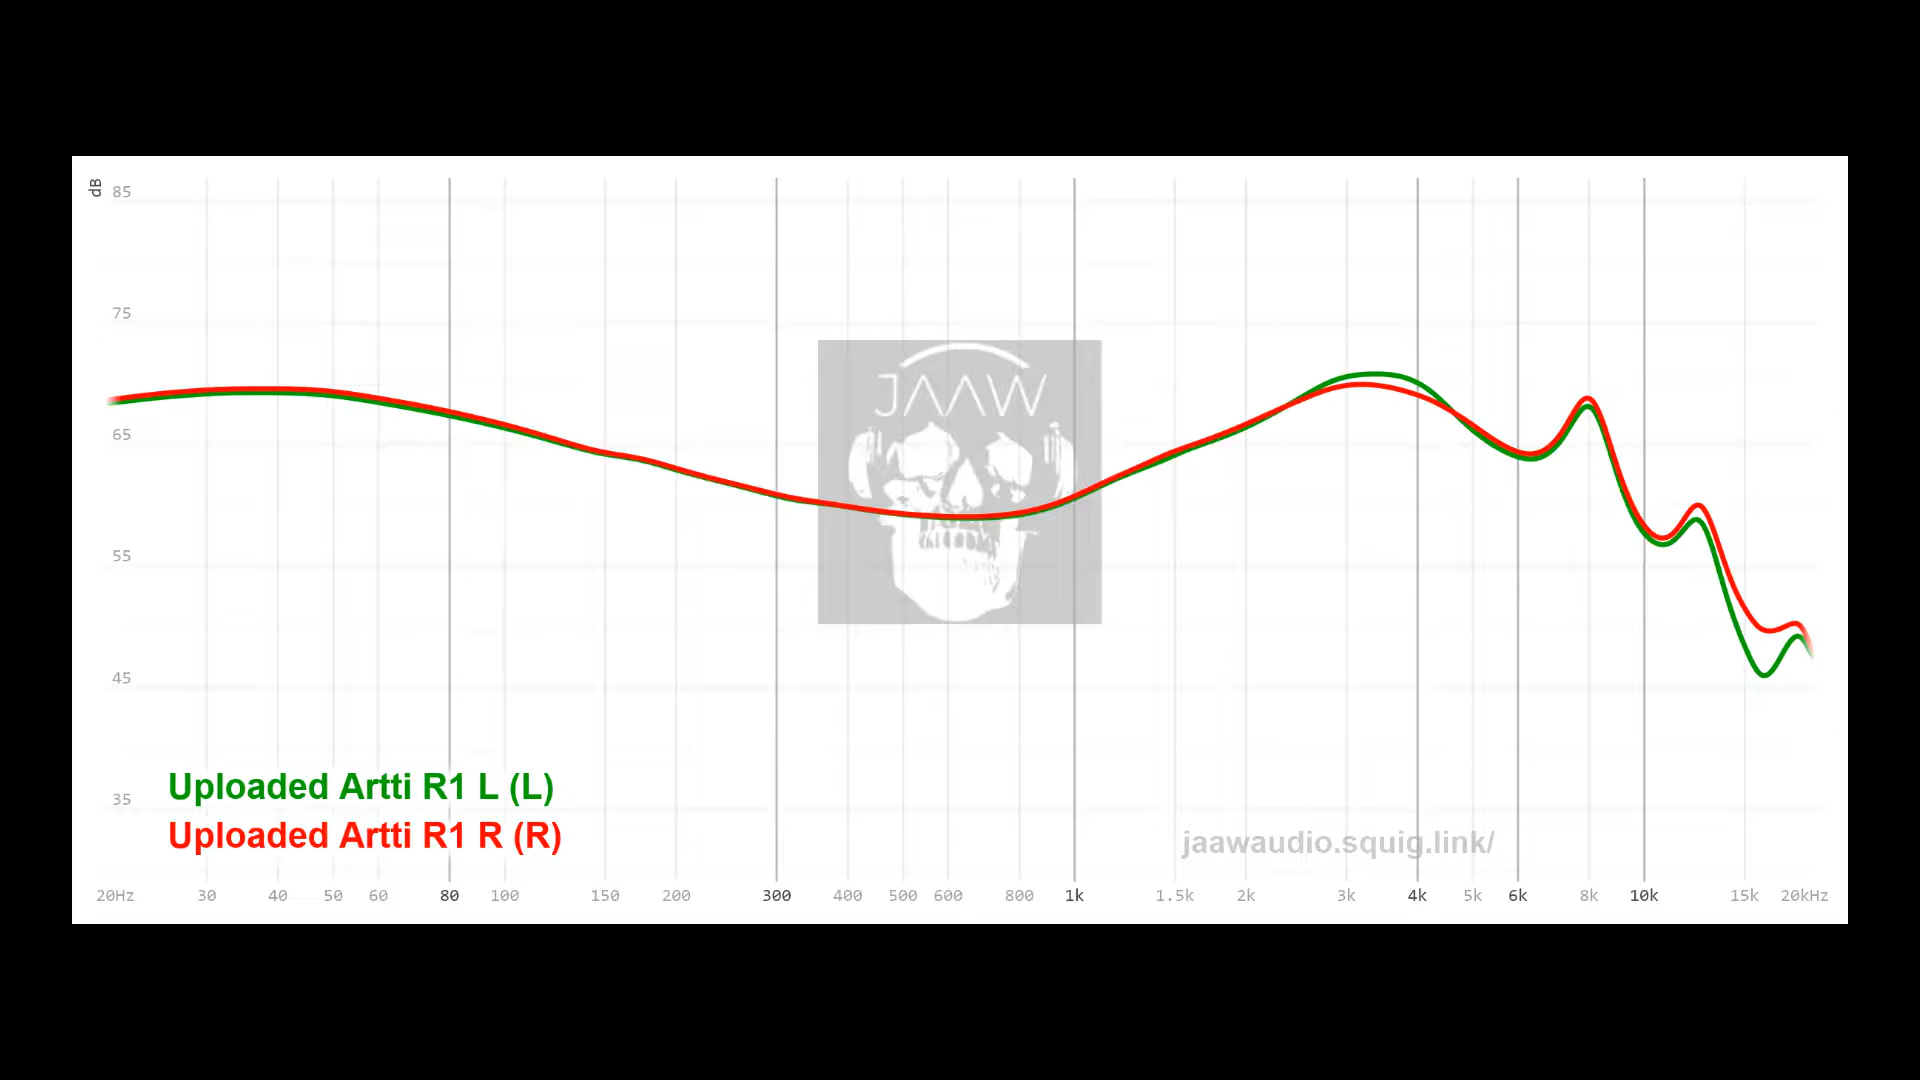 dB
85
75
65
55
45
35
JAAW
Uploaded Artti R1 L (L)
Uploaded Artti R1 R (R)
jaawaudio.squig.link/
20Hz 30 40 50 60 80 100 150 200 300 400 500 600 800 1k 1.5k 2k 3k 4k 5k 6k 8k 10k 15k 20kHz